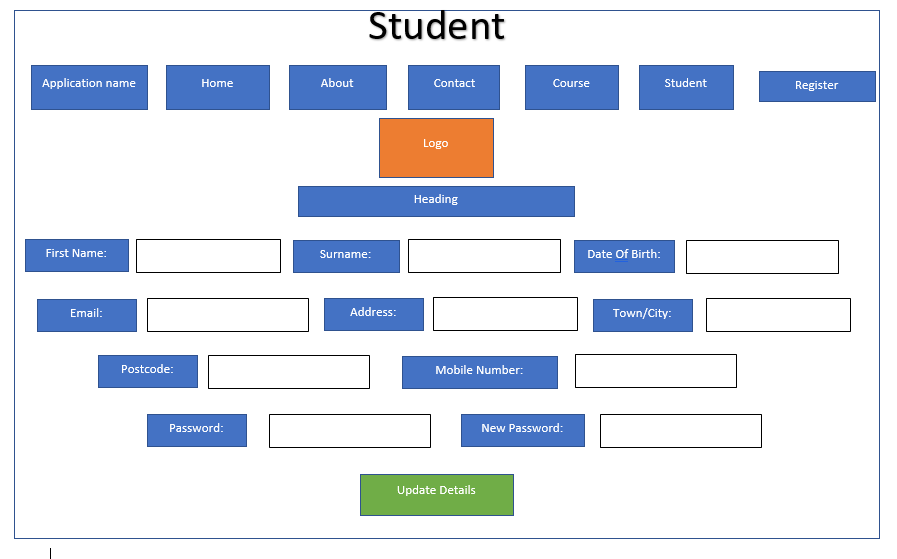 Student
Application name
Home
About
Contact
Course
Student
Register
Logo
Heading
First Name:
Surname:
Date Of Birth:
Email:
Address:
Town/City:
Postcode:
Mobile Number:
Password:
New Password:
Update Details